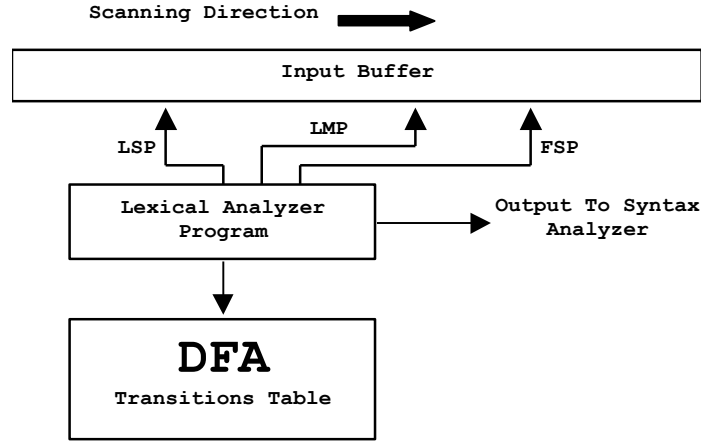 Scanning Direction
Input Buffer
LSP
LMP
FSP
Lexical Analyzer
Program
Output To Syntax
Analyzer
DFA
Transitions Table